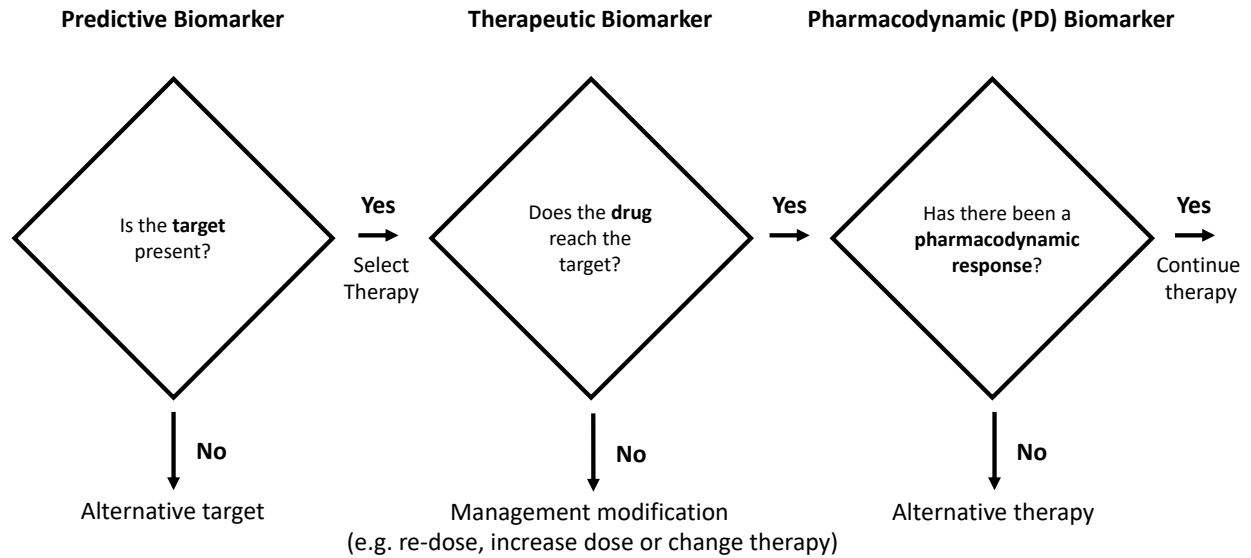 Predictive Biomarker
Therapeutic Biomarker
Pharmacodynamic (PD) Biomarker
Is the target
present?
Yes
Select
Therapy
Does the drug
reach the
target?
Yes
Has there been a
pharmacodynamic
response?
Yes
Continue
therapy
No
Alternative target
No
Management modification
(e.g. re-dose, increase dose or change therapy)
No
Alternative therapy